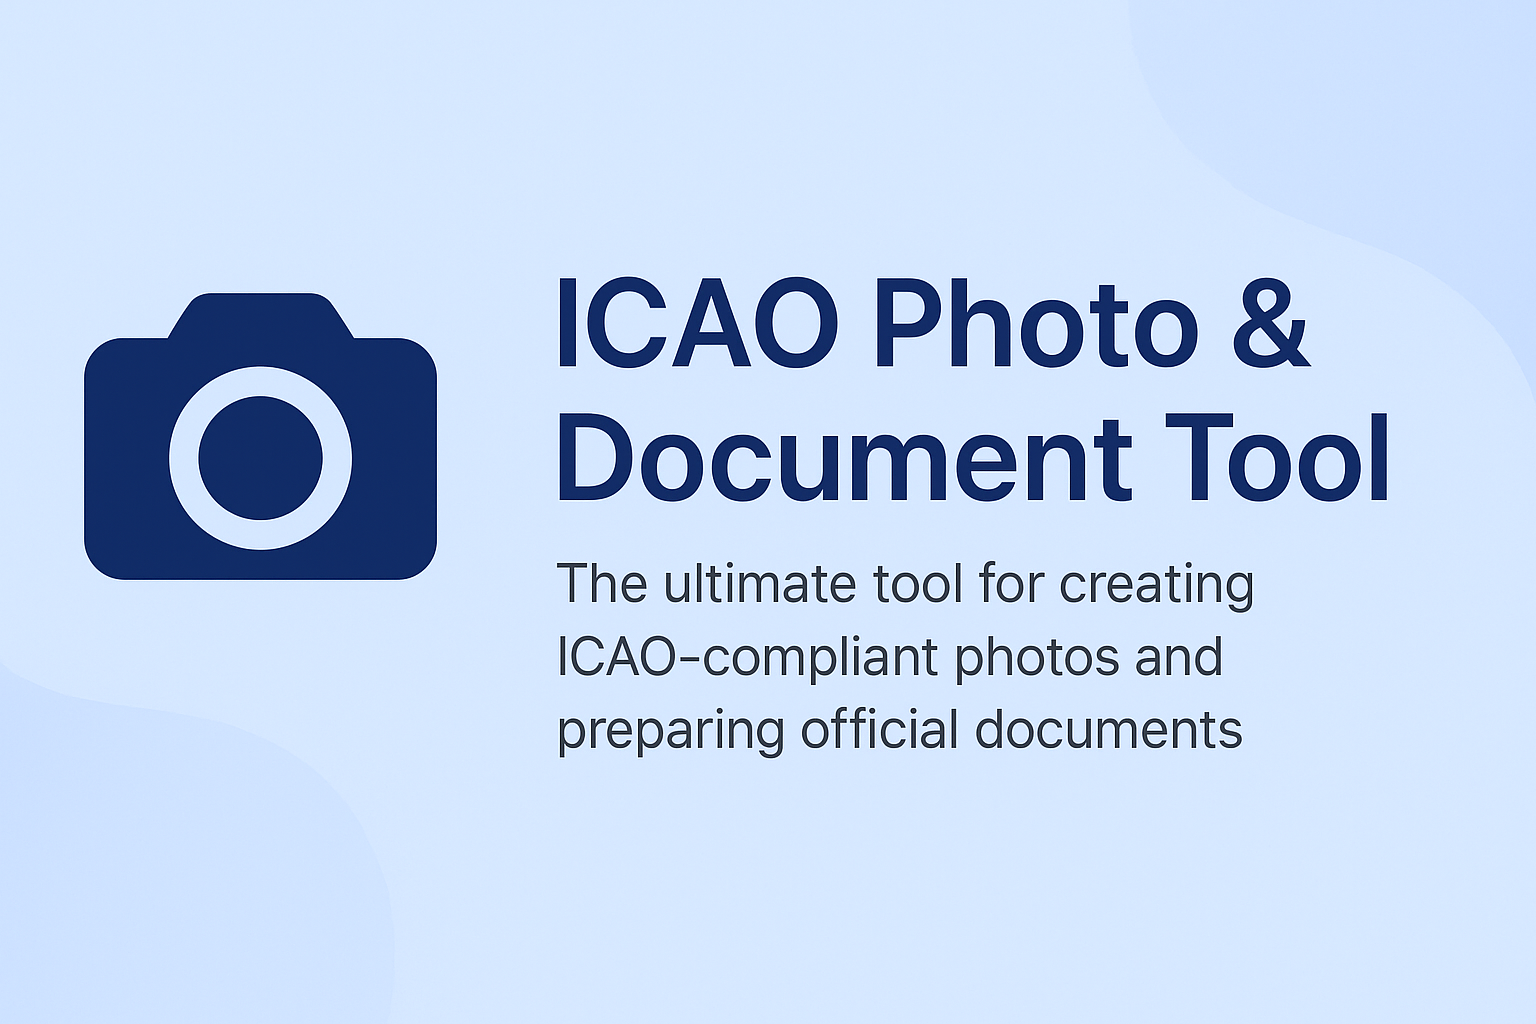 ICAO Photo &
Document Tool
The ultimate tool for creating
ICAO-compliant photos and
preparing official documents